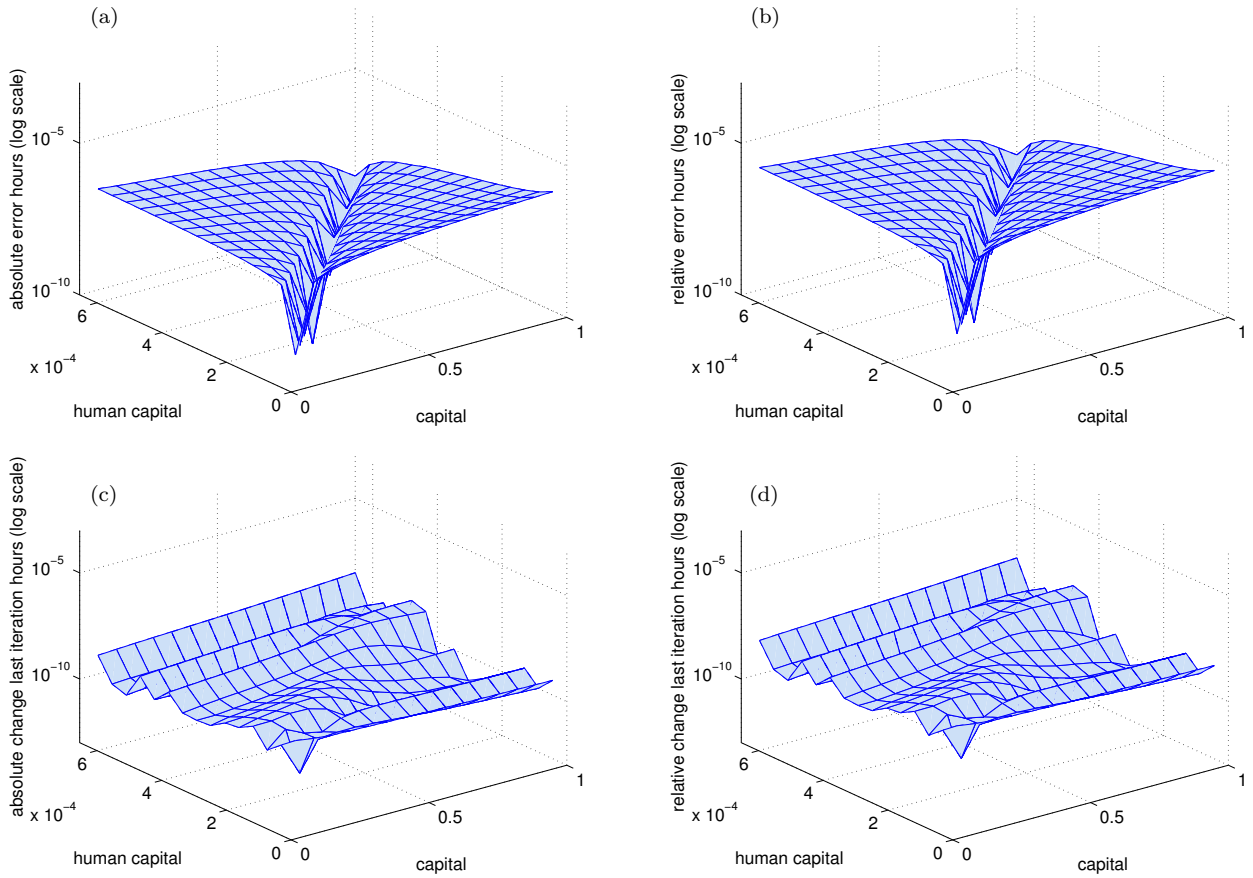 (a)
absolute error hours (log scale)
10^-5
10^-10
6
4
2
0
x 10^-4
human capital
0
0.5
1
capital
(b)
relative error hours (log scale)
10^-5
10^-10
6
4
2
0
x 10^-4
human capital
0
0.5
1
capital
(c)
absolute change last iteration hours (log scale)
10^-5
10^-10
6
4
2
0
x 10^-4
human capital
0
0.5
1
capital
(d)
relative change last iteration hours (log scale)
10^-5
10^-10
6
4
2
0
x 10^-4
human capital
0
0.5
1
capital